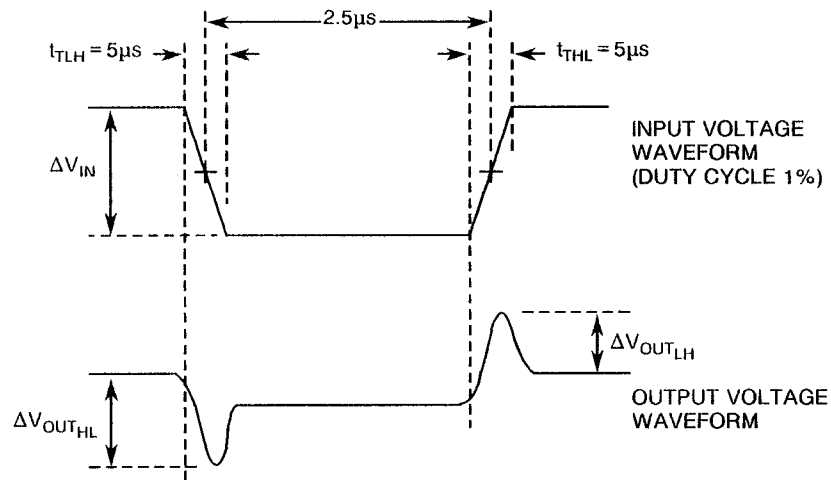 2.5µs
t_TLH = 5µs
t_THL = 5µs
ΔV_IN
INPUT VOLTAGE
WAVEFORM
(DUTY CYCLE 1%)
ΔV_OUT_LH
ΔV_OUT_HL
OUTPUT VOLTAGE
WAVEFORM